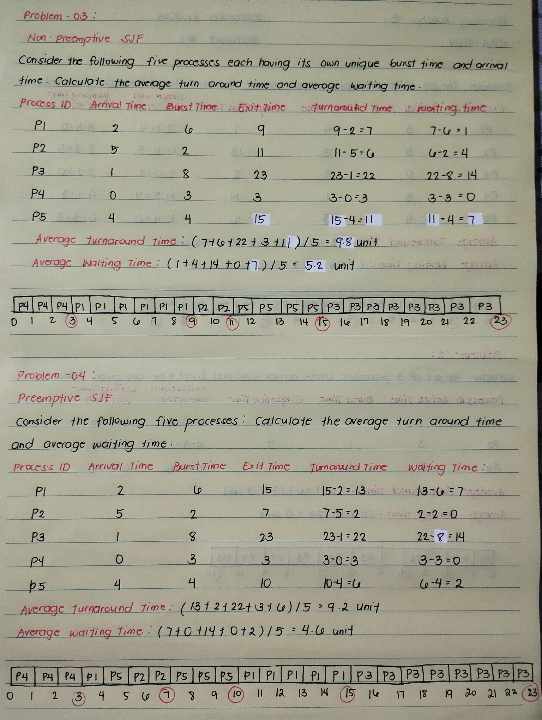 Problem - 03 :
Non-Preemptive SJF
Consider the following five processes each having its own unique burst time and arrival
time. Calculate the average turn around time and average waiting time.
Process ID Arrival Time Burst Time Exit Time Turnaround Time Waiting time
P1 2 6 9 9-2=7 7-6=1
P2 5 2 11 11-5=6 6-2=4
P3 1 8 23 23-1=22 22-8=14
P4 0 3 3 3-0=3 3-3=0
P5 4 4 15 15-4=11 11-4=7
Average Turnaround Time : (7+6+22+3+11)/5 = 9.8 unit
Average Waiting Time : (1+4+14+0+7)/5 = 5.2 unit
P4 P4 P4 P1 P1 P1 P1 P1 P1 P2 P2 P5 P5 P5 P5 P3 P3 P3 P3 P3 P3 P3 P3
0 1 2 3 4 5 6 7 8 9 10 11 12 13 14 15 16 17 18 19 20 21 22 23
Problem - 04 :
Preemptive SJF
Consider the following five processes : Calculate the average turn around time
and average waiting time.
Process ID Arrival Time Burst Time Exit Time Turnaround Time Waiting Time
P1 2 6 15 15-2=13 13-6=7
P2 5 2 7 7-5=2 2-2=0
P3 1 8 23 23-1=22 22-8=14
P4 0 3 3 3-0=3 3-3=0
P5 4 4 10 10-4=6 6-4=2
Average Turnaround Time : (13+2+22+3+6)/5 = 9.2 unit
Average Waiting Time : (7+0+14+0+2)/5 = 4.6 unit
P4 P4 P4 P1 P5 P2 P2 P5 P5 P5 P1 P1 P1 P1 P1 P3 P3 P3 P3 P3 P3 P3 P3
0 1 2 3 4 5 6 7 8 9 10 11 12 13 14 15 16 17 18 19 20 21 22 23